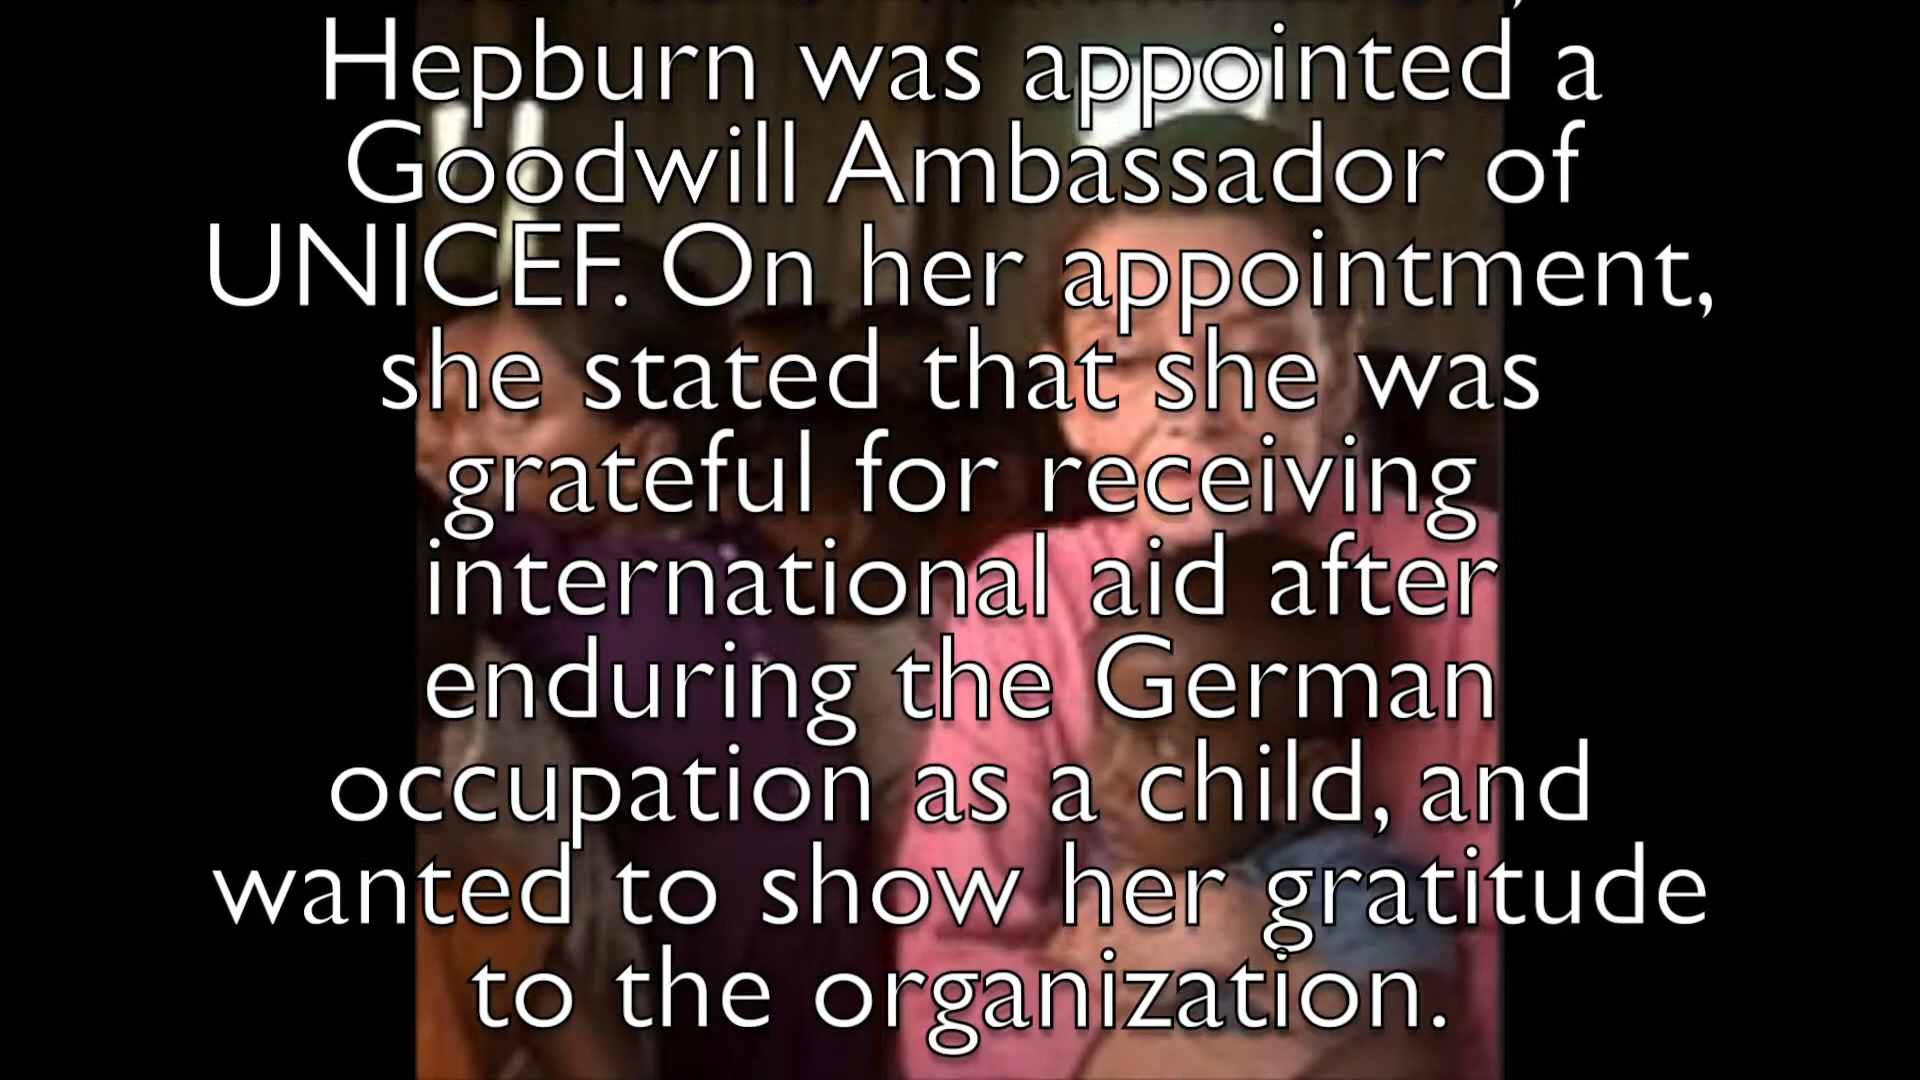 Hepburn was appointed a
Goodwill Ambassador of
UNICEF. On her appointment,
she stated that she was
grateful for receiving
international aid after
enduring the German
occupation as a child, and
wanted to show her gratitude
to the organization.